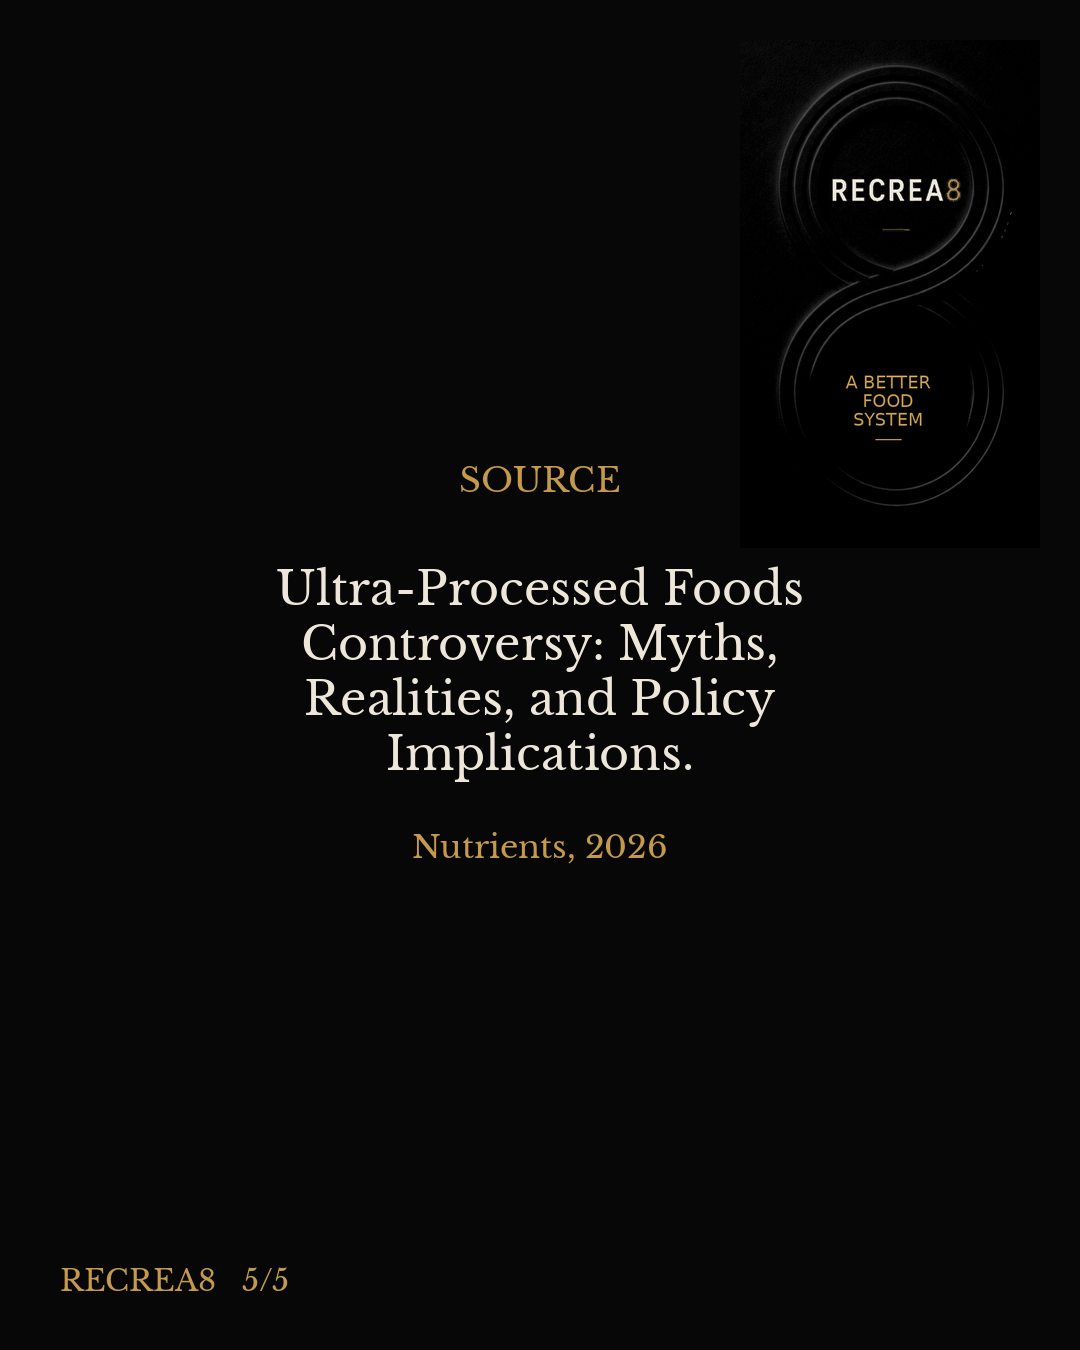 RECREA8
A BETTER
FOOD
SYSTEM
SOURCE
Ultra-Processed Foods
Controversy: Myths,
Realities, and Policy
Implications.
Nutrients, 2026
RECREA8 5/5